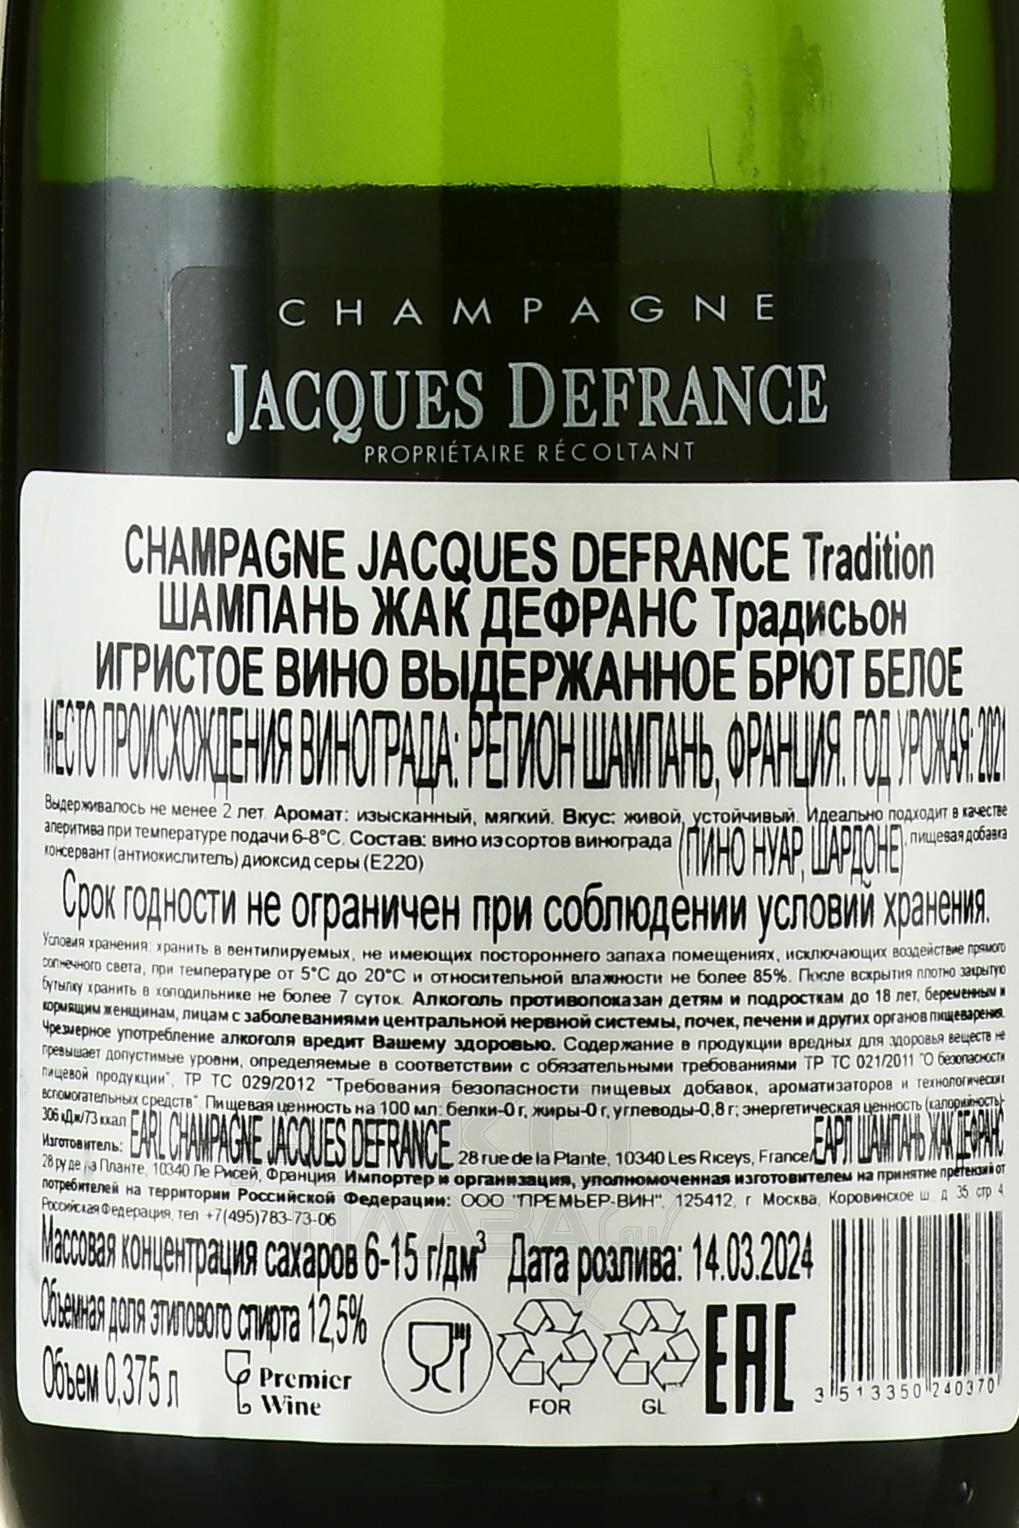 CHAMPAGNE
JACQUES DEFRANCE
PROPRIÉTAIRE RÉCOLTANT
CHAMPAGNE JACQUES DEFRANCE Tradition
ШАМПАНЬ ЖАК ДЕФРАНС Традисьон
ИГРИСТОЕ ВИНО ВЫДЕРЖАННОЕ БРЮТ БЕЛОЕ
МЕСТО ПРОИСХОЖДЕНИЯ ВИНОГРАДА: РЕГИОН ШАМПАНЬ, ФРАНЦИЯ. ГОД УРОЖАЯ: 2021
Выдерживалось не менее 2 лет. Аромат: изысканный, мягкий. Вкус: живой, устойчивый. Идеально подходит в качестве
аперитива при температуре подачи 6-8°С. Состав: вино из сортов винограда (ПИНО НУАР, ШАРДОНЕ), пищевая добавка
консервант (антиокислитель) диоксид серы (Е220)
Срок годности не ограничен при соблюдении условий хранения.
Условия хранения: хранить в вентилируемых, не имеющих постороннего запаха помещениях, исключающих воздействие прямого
солнечного света, при температуре от 5°С до 20°С и относительной влажности не более 85%. После вскрытия плотно закрытую
бутылку хранить в холодильнике не более 7 суток. Алкоголь противопоказан детям и подросткам до 18 лет, беременным и
кормящим женщинам, лицам с заболеваниями центральной нервной системы, почек, печени и других органов пищеварения.
Чрезмерное употребление алкоголя вредит Вашему здоровью. Содержание в продукции вредных для здоровья веществ не
превышает допустимые уровни, определяемые в соответствии с обязательными требованиями ТР ТС 021/2011 "О безопасности
пищевой продукции", ТР ТС 029/2012 "Требования безопасности пищевых добавок, ароматизаторов и технологических
вспомогательных средств". Пищевая ценность на 100 мл: белки-0 г, жиры-0 г, углеводы-0,8 г; энергетическая ценность (калорийность)-
306 кДж/73 ккал.
Изготовитель: EARL CHAMPAGNE JACQUES DEFRANCE, 28 rue de la Plante, 10340 Les Riceys, France/ЕАРЛ ШАМПАНЬ ЖАК ДЕФРАНС
28 ру де ла Планте, 10340 Ле Рисей, Франция. Импортер и организация, уполномоченная изготовителем на принятие претензий от
потребителей на территории Российской Федерации: ООО "ПРЕМЬЕР-ВИН", 125412, г. Москва, Коровинское ш., д. 35, стр 4,
Российская Федерация, тел. +7(495)783-73-06
Массовая концентрация сахаров 6-15 г/дм³ Дата розлива: 14.03.2024
Объемная доля этилового спирта 12,5%
Объем 0,375 л
Premier
Wine
FOR
GL
EAC
3 513350 240370